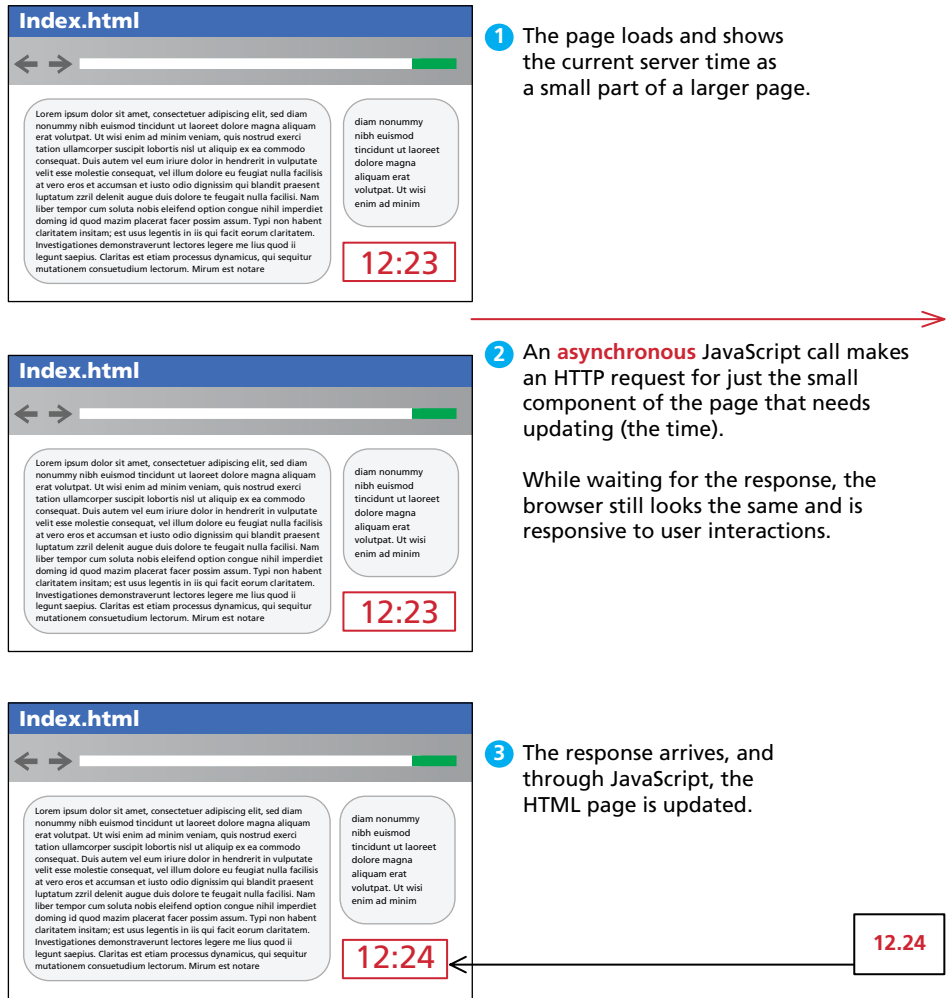 Index.html
Lorem ipsum dolor sit amet, consectetuer adipiscing elit, sed diam
nonummy nibh euismod tincidunt ut laoreet dolore magna aliquam
erat volutpat. Ut wisi enim ad minim veniam, quis nostrud exerci
tation ullamcorper suscipit lobortis nisl ut aliquip ex ea commodo
consequat. Duis autem vel eum iriure dolor in hendrerit in vulputate
velit esse molestie consequat, vel illum dolore eu feugiat nulla facilisis
at vero eros et accumsan et iusto odio dignissim qui blandit praesent
luptatum zzril delenit augue duis dolore te feugait nulla facilisi. Nam
liber tempor cum soluta nobis eleifend option congue nihil imperdiet
doming id quod mazim placerat facer possim assum. Typi non habent
claritatem insitam; est usus legentis in iis qui facit eorum claritatem.
Investigationes demonstraverunt lectores legere me lius quod ii
legunt saepius. Claritas est etiam processus dynamicus, qui sequitur
mutationem consuetudium lectorum. Mirum est notare
diam nonummy
nibh euismod
tincidunt ut laoreet
dolore magna
aliquam erat
volutpat. Ut wisi
enim ad minim
12:23
1 The page loads and shows
the current server time as
a small part of a larger page.
Index.html
Lorem ipsum dolor sit amet, consectetuer adipiscing elit, sed diam
nonummy nibh euismod tincidunt ut laoreet dolore magna aliquam
erat volutpat. Ut wisi enim ad minim veniam, quis nostrud exerci
tation ullamcorper suscipit lobortis nisl ut aliquip ex ea commodo
consequat. Duis autem vel eum iriure dolor in hendrerit in vulputate
velit esse molestie consequat, vel illum dolore eu feugiat nulla facilisis
at vero eros et accumsan et iusto odio dignissim qui blandit praesent
luptatum zzril delenit augue duis dolore te feugait nulla facilisi. Nam
liber tempor cum soluta nobis eleifend option congue nihil imperdiet
doming id quod mazim placerat facer possim assum. Typi non habent
claritatem insitam; est usus legentis in iis qui facit eorum claritatem.
Investigationes demonstraverunt lectores legere me lius quod ii
legunt saepius. Claritas est etiam processus dynamicus, qui sequitur
mutationem consuetudium lectorum. Mirum est notare
diam nonummy
nibh euismod
tincidunt ut laoreet
dolore magna
aliquam erat
volutpat. Ut wisi
enim ad minim
12:23
2 An asynchronous JavaScript call makes
an HTTP request for just the small
component of the page that needs
updating (the time).
While waiting for the response, the
browser still looks the same and is
responsive to user interactions.
Index.html
Lorem ipsum dolor sit amet, consectetuer adipiscing elit, sed diam
nonummy nibh euismod tincidunt ut laoreet dolore magna aliquam
erat volutpat. Ut wisi enim ad minim veniam, quis nostrud exerci
tation ullamcorper suscipit lobortis nisl ut aliquip ex ea commodo
consequat. Duis autem vel eum iriure dolor in hendrerit in vulputate
velit esse molestie consequat, vel illum dolore eu feugiat nulla facilisis
at vero eros et accumsan et iusto odio dignissim qui blandit praesent
luptatum zzril delenit augue duis dolore te feugait nulla facilisi. Nam
liber tempor cum soluta nobis eleifend option congue nihil imperdiet
doming id quod mazim placerat facer possim assum. Typi non habent
claritatem insitam; est usus legentis in iis qui facit eorum claritatem.
Investigationes demonstraverunt lectores legere me lius quod ii
legunt saepius. Claritas est etiam processus dynamicus, qui sequitur
mutationem consuetudium lectorum. Mirum est notare
diam nonummy
nibh euismod
tincidunt ut laoreet
dolore magna
aliquam erat
volutpat. Ut wisi
enim ad minim
12:24
3 The response arrives, and
through JavaScript, the
HTML page is updated.
12.24